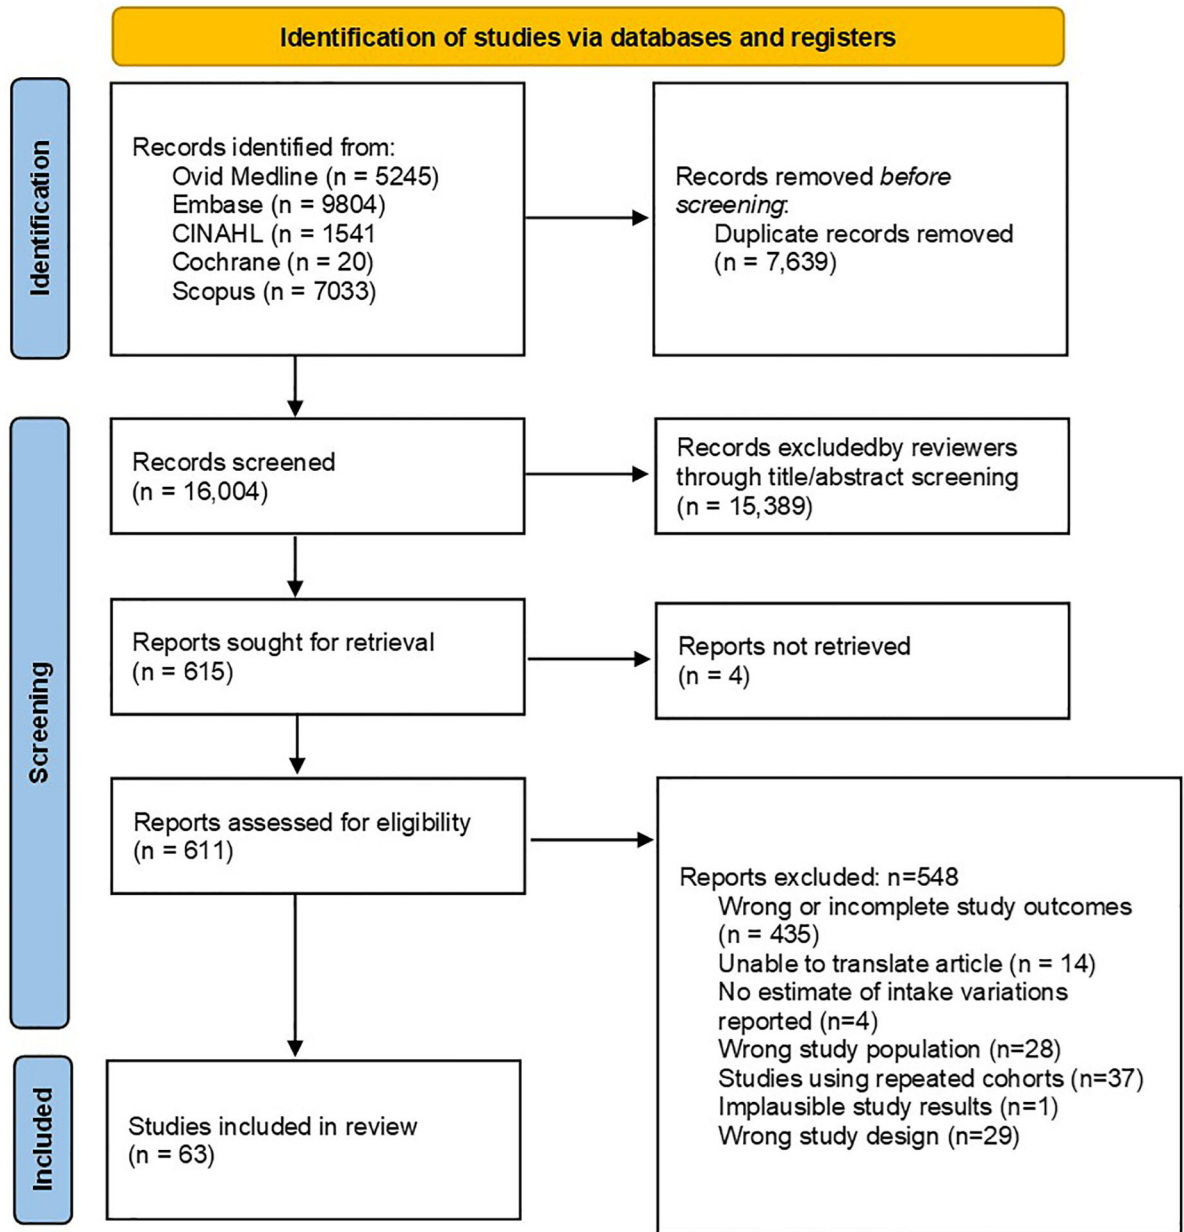 Identification of studies via databases and registers
Identification
Records identified from:
Ovid Medline (n = 5245)
Embase (n = 9804)
CINAHL (n = 1541
Cochrane (n = 20)
Scopus (n = 7033)
Records removed before
screening:
Duplicate records removed
(n = 7,639)
Screening
Records screened
(n = 16,004)
Records excludedby reviewers
through title/abstract screening
(n = 15,389)
Reports sought for retrieval
(n = 615)
Reports not retrieved
(n = 4)
Reports assessed for eligibility
(n = 611)
Reports excluded: n=548
Wrong or incomplete study outcomes
(n = 435)
Unable to translate article (n = 14)
No estimate of intake variations
reported (n=4)
Wrong study population (n=28)
Studies using repeated cohorts (n=37)
Implausible study results (n=1)
Wrong study design (n=29)
Included
Studies included in review
(n = 63)